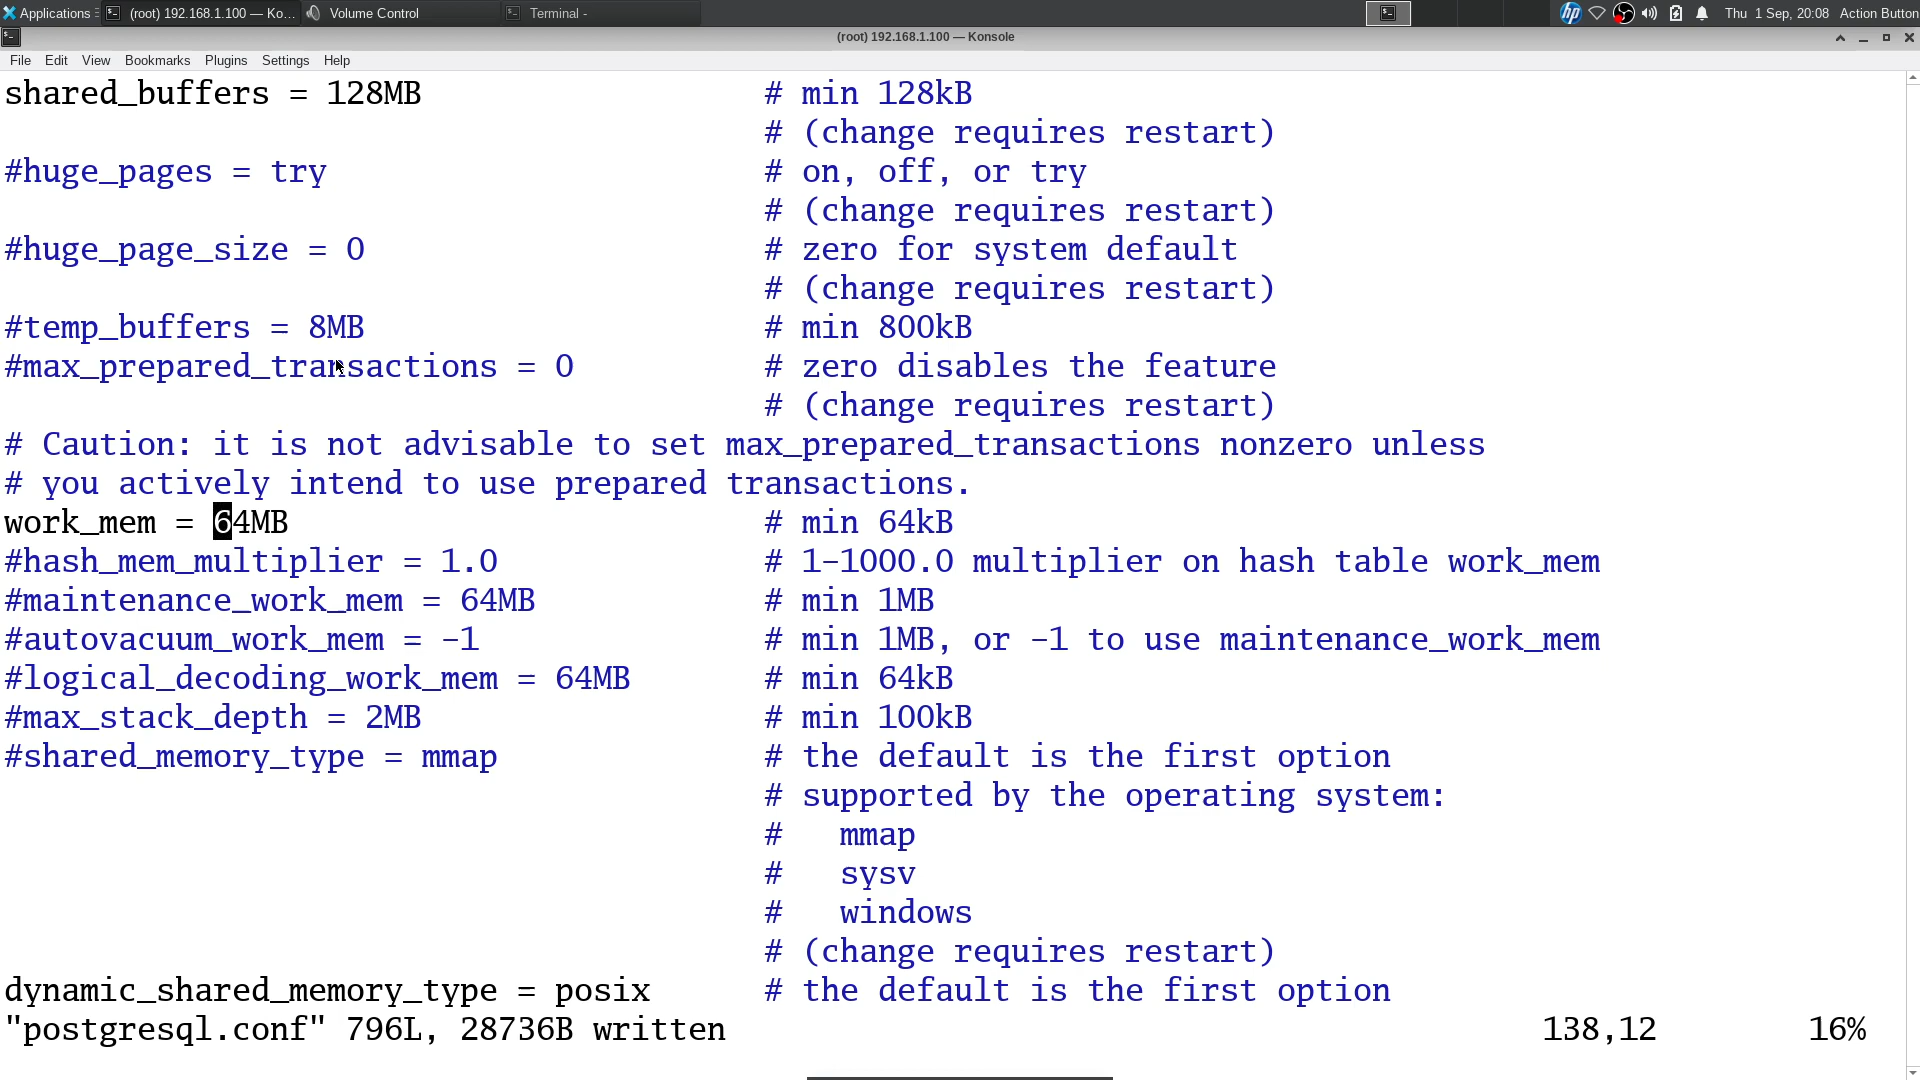 Applications (root) 192.168.1.100 — Ko... Volume Control Terminal - hp Thu 1 Sep, 20:08 Action Button
(root) 192.168.1.100 — Konsole
File Edit View Bookmarks Plugins Settings Help
shared_buffers = 128MB # min 128kB
# (change requires restart)
#huge_pages = try # on, off, or try
# (change requires restart)
#huge_page_size = 0 # zero for system default
# (change requires restart)
#temp_buffers = 8MB # min 800kB
#max_prepared_transactions = 0 # zero disables the feature
# (change requires restart)
# Caution: it is not advisable to set max_prepared_transactions nonzero unless
# you actively intend to use prepared transactions.
work_mem = 64MB # min 64kB
#hash_mem_multiplier = 1.0 # 1-1000.0 multiplier on hash table work_mem
#maintenance_work_mem = 64MB # min 1MB
#autovacuum_work_mem = -1 # min 1MB, or -1 to use maintenance_work_mem
#logical_decoding_work_mem = 64MB # min 64kB
#max_stack_depth = 2MB # min 100kB
#shared_memory_type = mmap # the default is the first option
# supported by the operating system:
# mmap
# sysv
# windows
# (change requires restart)
dynamic_shared_memory_type = posix # the default is the first option
"postgresql.conf" 796L, 28736B written 138,12 16%